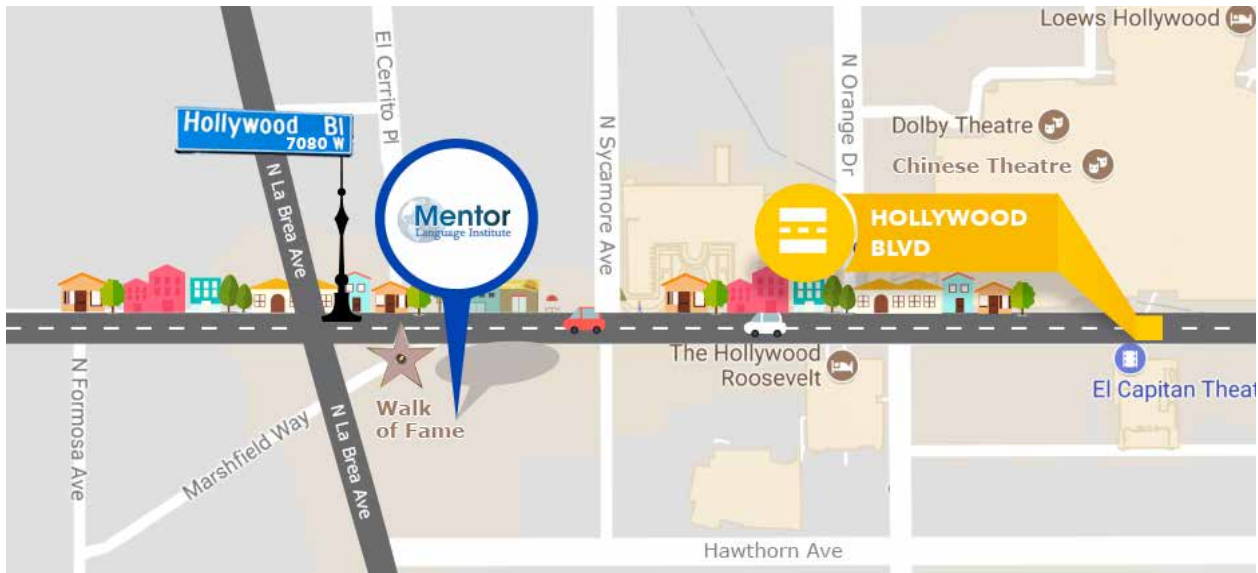 Loews Hollywood
El Cerrito Pl
N Orange Dr
Hollywood Bl
7080 W
N Sycamore Ave
Dolby Theatre
Chinese Theatre
N La Brea Ave
Mentor
Language Institute
HOLLYWOOD
BLVD
The Hollywood
Roosevelt
N Formosa Ave
El Capitan Theat
Walk
of Fame
Marshfield Way
N La Brea Ave
Hawthorn Ave